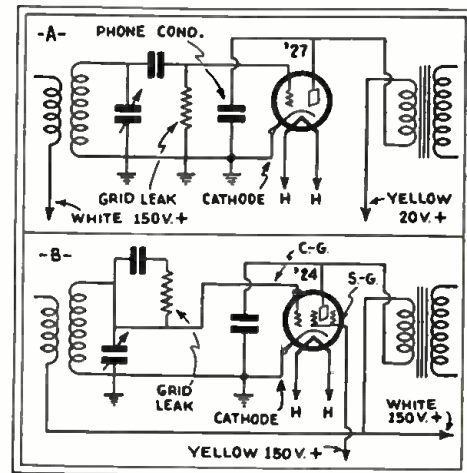 -A-
PHONE COND.
'27
GRID LEAK
CATHODE
H H
YELLOW
20V.+
WHITE 150V.+
-B-
C-G.
'24
S.-G.
GRID
LEAK
CATHODE
H H
WHITE
150V.+
YELLOW 150V.+